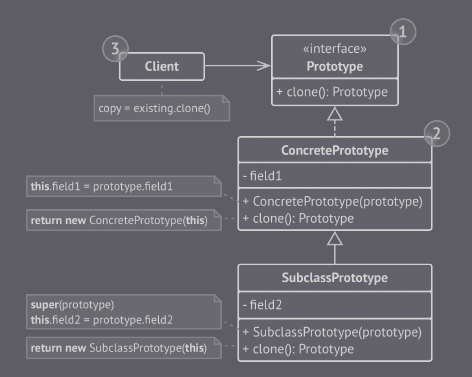 1
«interface»
Prototype
+ clone(): Prototype
3
Client
copy = existing.clone()
2
ConcretePrototype
- field1
+ ConcretePrototype(prototype)
+ clone(): Prototype
this.field1 = prototype.field1
return new ConcretePrototype(this)
SubclassPrototype
- field2
+ SubclassPrototype(prototype)
+ clone(): Prototype
super(prototype)
this.field2 = prototype.field2
return new SubclassPrototype(this)